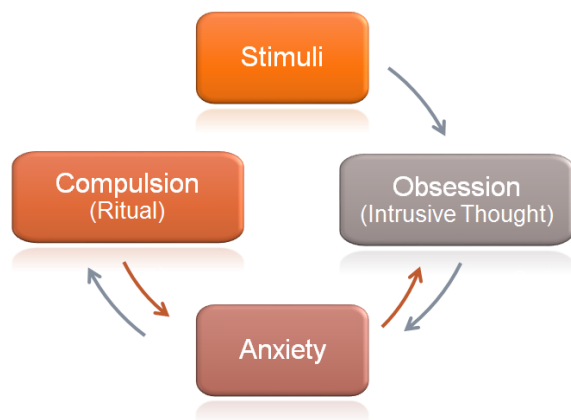 Stimuli
Compulsion
(Ritual)
Obsession
(Intrusive Thought)
Anxiety